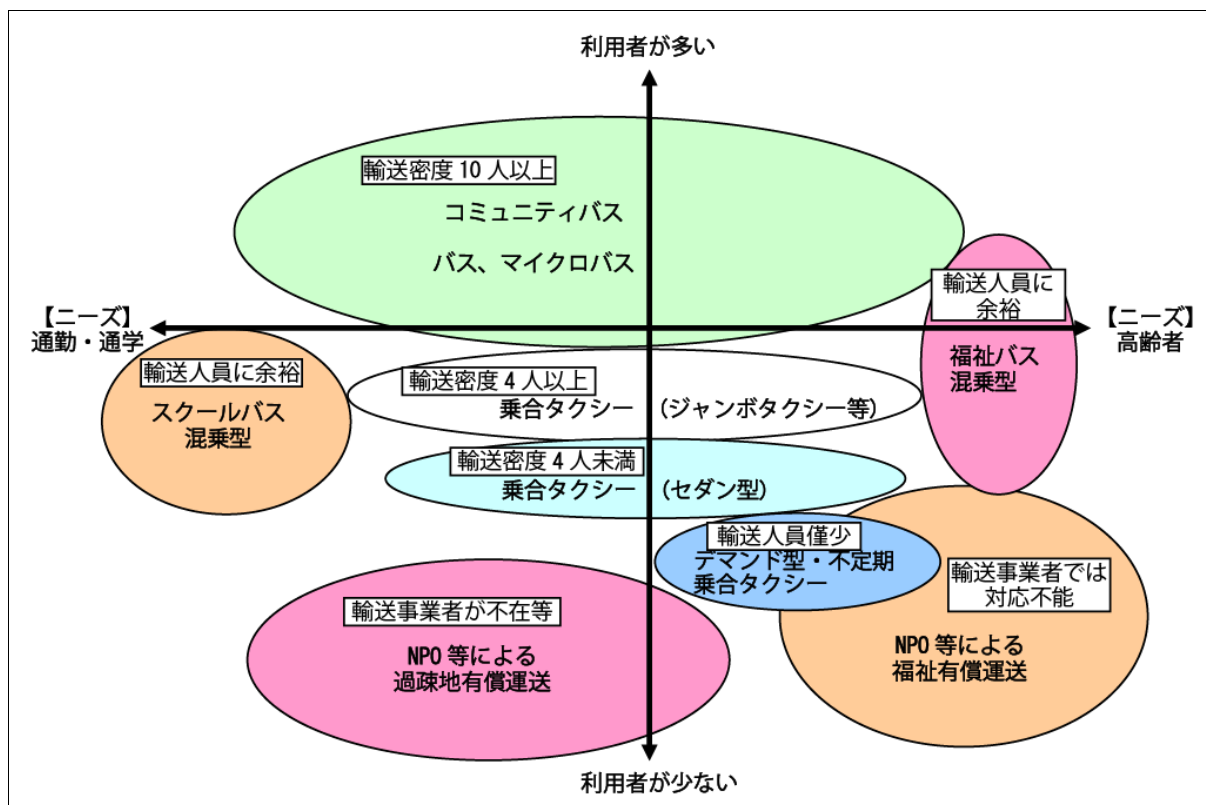 利用者が多い
輸送密度 10 人以上
コミュニティバス
バス、マイクロバス
輸送人員に
余裕
【ニーズ】
通勤・通学
【ニーズ】
高齢者
福祉バス
混乗型
輸送人員に余裕
スクールバス
混乗型
輸送密度 4 人以上
乗合タクシー (ジャンボタクシー等)
輸送密度 4 人未満
乗合タクシー (セダン型)
輸送人員僅少
デマンド型・不定期
乗合タクシー
輸送事業者では
対応不能
NPO 等による
福祉有償運送
輸送事業者が不在等
NPO 等による
過疎地有償運送
利用者が少ない